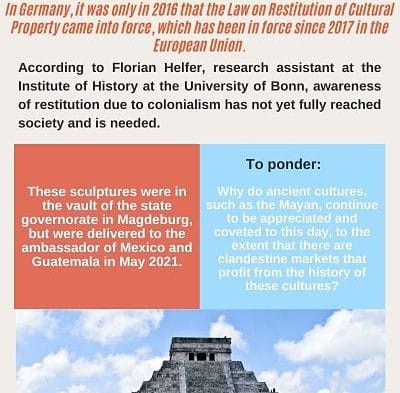 In Germany, it was only in 2016 that the Law on Restitution of Cultural
Property came into force, which has been in force since 2017 in the
European Union.
According to Florian Helfer, research assistant at the
Institute of History at the University of Bonn, awareness
of restitution due to colonialism has not yet fully reached
society and is needed.
These sculptures were in
the vault of the state
governorate in Magdeburg,
but were delivered to the
ambassador of Mexico and
Guatemala in May 2021.
To ponder:
Why do ancient cultures,
such as the Mayan, continue
to be appreciated and
coveted to this day, to the
extent that there are
clandestine markets that
profit from the history of
these cultures?